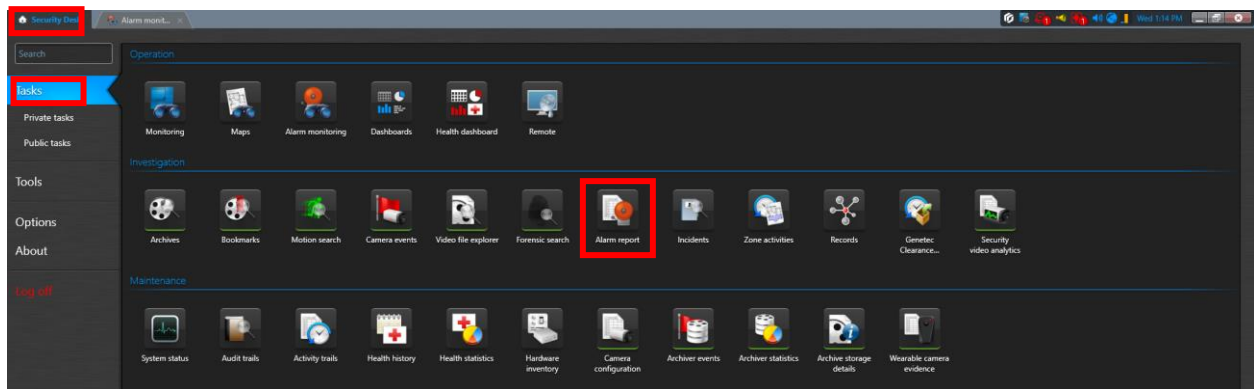 Security Des
Alarm monit...
Wed 1:14 PM
Search
Tasks
Private tasks
Public tasks
Tools
Options
About
Log off
Operation
Monitoring
Maps
Alarm monitoring
Dashboards
Health dashboard
Remote
Investigation
Archives
Bookmarks
Motion search
Camera events
Video file explorer
Forensic search
Alarm report
Incidents
Zone activities
Records
Genetec
Clearance...
Security
video analytics
Maintenance
System status
Audit trails
Activity trails
Health history
Health statistics
Hardware
inventory
Camera
configuration
Archiver events
Archiver statistics
Archive storage
details
Wearable camera
evidence